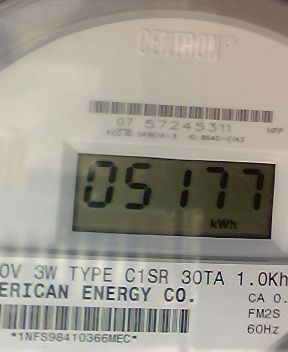 CENTRON®
07 57245311
HPP
05177
kWh
0V 3W TYPE C1SR 30TA 1.0Kh
ERICAN ENERGY CO.
CA 0.
FM2S
60Hz
*1NFS98410366MEC*